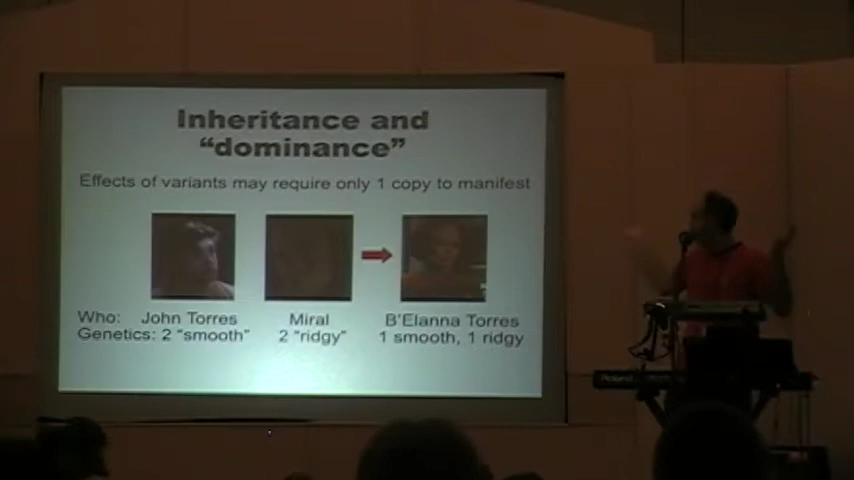 Inheritance and
“dominance”
Effects of variants may require only 1 copy to manifest
Who: John Torres Miral B'Elanna Torres
Genetics: 2 "smooth" 2 "ridgy" 1 smooth, 1 ridgy
Roland